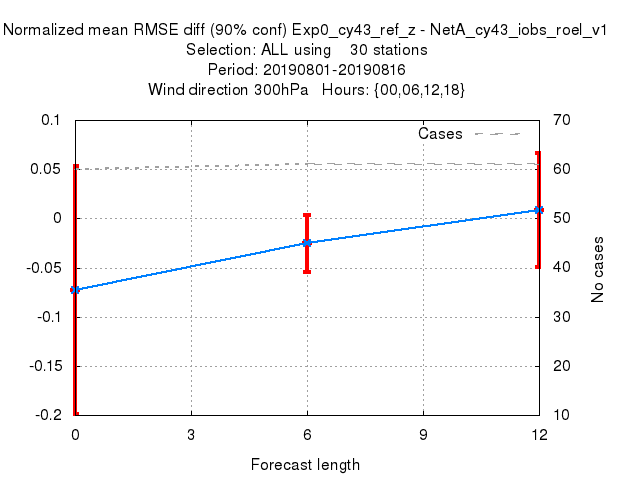 Normalized mean RMSE diff (90% conf) Exp0_cy43_ref_z - NetA_cy43_iobs_roel_v1
Selection: ALL using    30 stations
Period: 20190801-20190816
Wind direction 300hPa   Hours: {00,06,12,18}
Cases
0.1
0.05
0
-0.05
-0.1
-0.15
-0.2
70
60
50
40
30
20
10
No cases
0 3 6 9 12
Forecast length